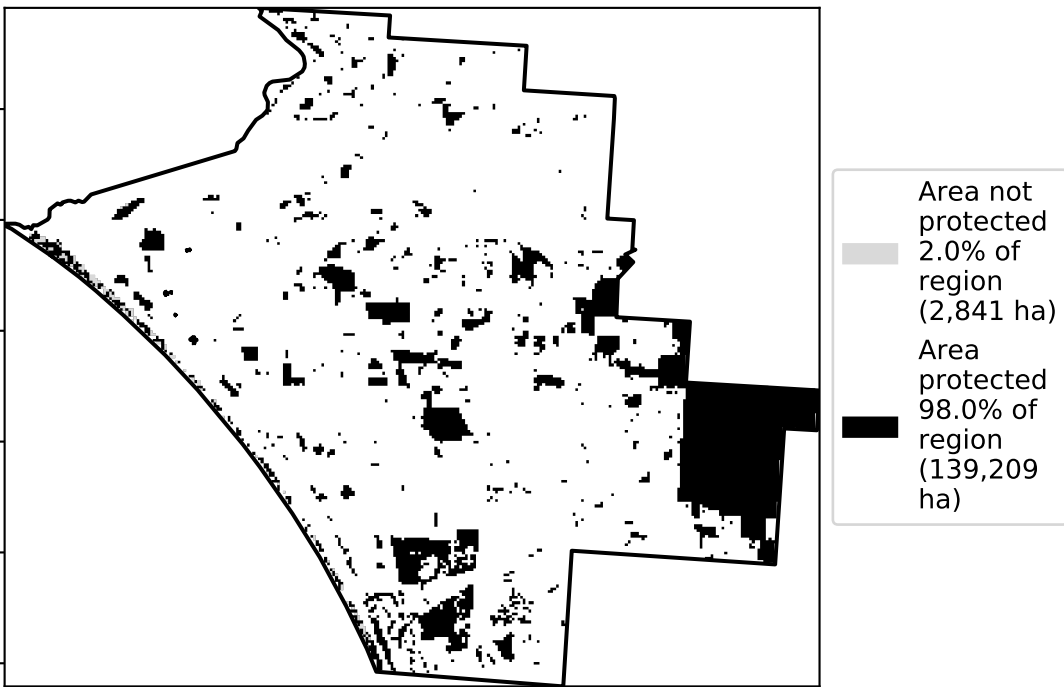 Area not
protected
2.0% of
region
(2,841 ha)
Area
protected
98.0% of
region
(139,209
ha)